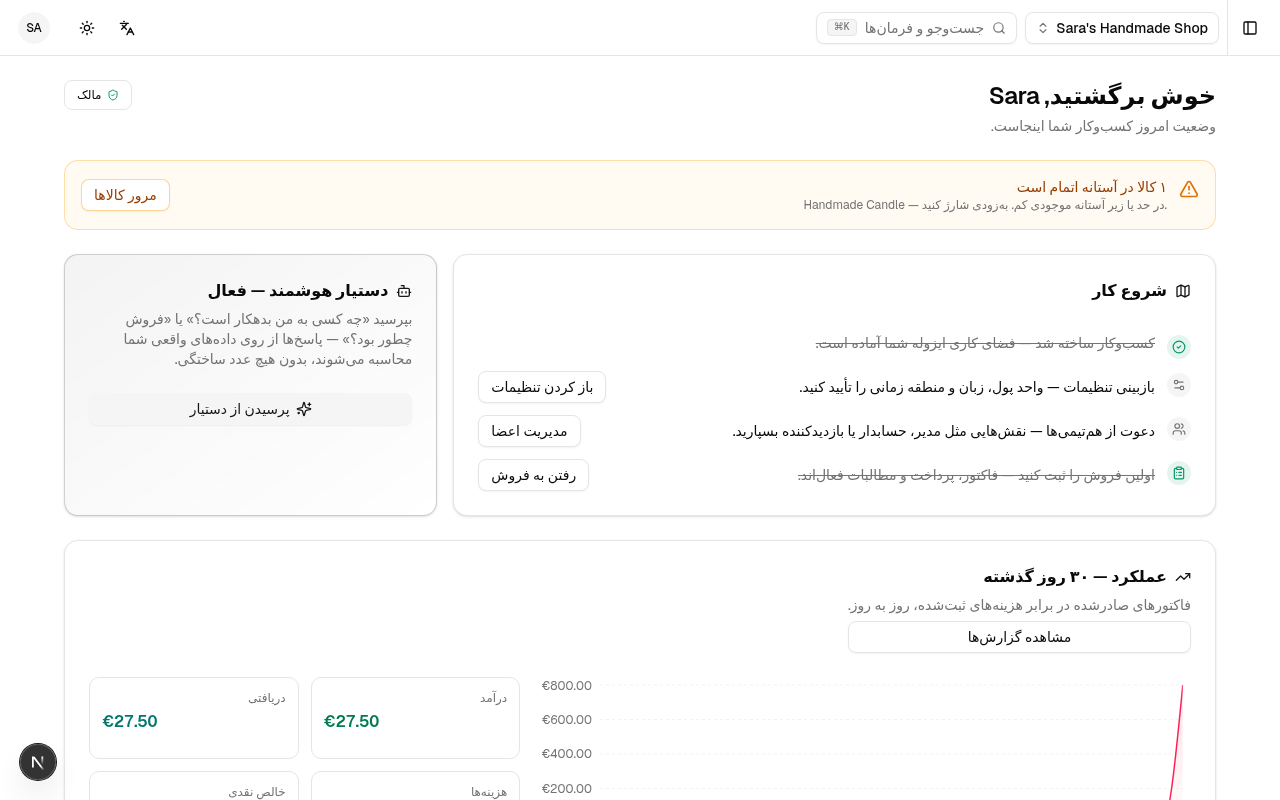 Sara's Handmade Shop
جست‌وجو و فرمان‌ها ⌘K
SA
خوش برگشتید, Sara
وضعیت امروز کسب‌وکار شما اینجاست.
مالک
۱ کالا در آستانه اتمام است
Handmade Candle — در حد یا زیر آستانه موجودی کم. به‌زودی شارژ کنید.
مرور کالاها
شروع کار
کسب‌وکار ساخته شد — فضای کاری ایزوله شما آماده است.
بازبینی تنظیمات — واحد پول، زبان و منطقه زمانی را تأیید کنید.
باز کردن تنظیمات
دعوت از هم‌تیمی‌ها — نقش‌هایی مثل مدیر، حسابدار یا بازدیدکننده بسپارید.
مدیریت اعضا
اولین فروش را ثبت کنید — فاکتور، پرداخت و مطالبات فعال‌اند.
رفتن به فروش
دستیار هوشمند — فعال
بپرسید «چه کسی به من بدهکار است؟» یا «فروش
چطور بود؟» — پاسخ‌ها از روی داده‌های واقعی شما
محاسبه می‌شوند، بدون هیچ عدد ساختگی.
پرسیدن از دستیار
عملکرد — ۳۰ روز گذشته
فاکتورهای صادرشده در برابر هزینه‌های ثبت‌شده، روز به روز.
مشاهده گزارش‌ها
€800.00
€600.00
€400.00
€200.00
درآمد
€27.50
دریافتی
€27.50
هزینه‌ها
خالص نقدی
N